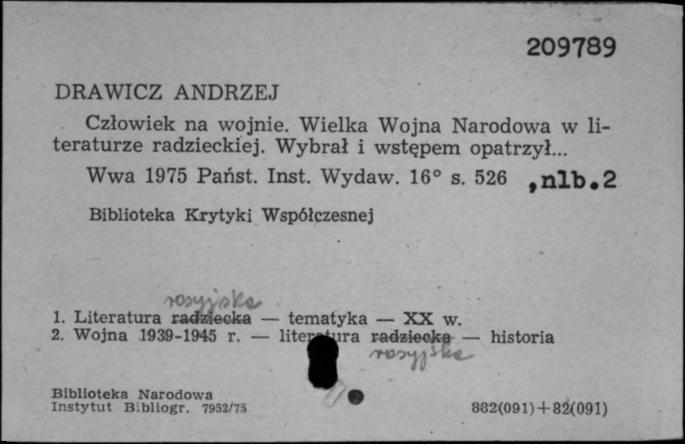 209789
DRAWICZ ANDRZEJ
Człowiek na wojnie. Wielka Wojna Narodowa w li-
teraturze radzieckiej. Wybrał i wstępem opatrzył...
Wwa 1975 Państ. Inst. Wydaw. 16° s. 526 ,nlb.2
Biblioteka Krytyki Współczesnej
rosyjska
1. Literatura radziecka — tematyka — XX w.
2. Wojna 1939-1945 r. — literatura radziecka — historia
rosyjska
Biblioteka Narodowa
Instytut Bibliogr. 7952/75
882(091)+82(091)